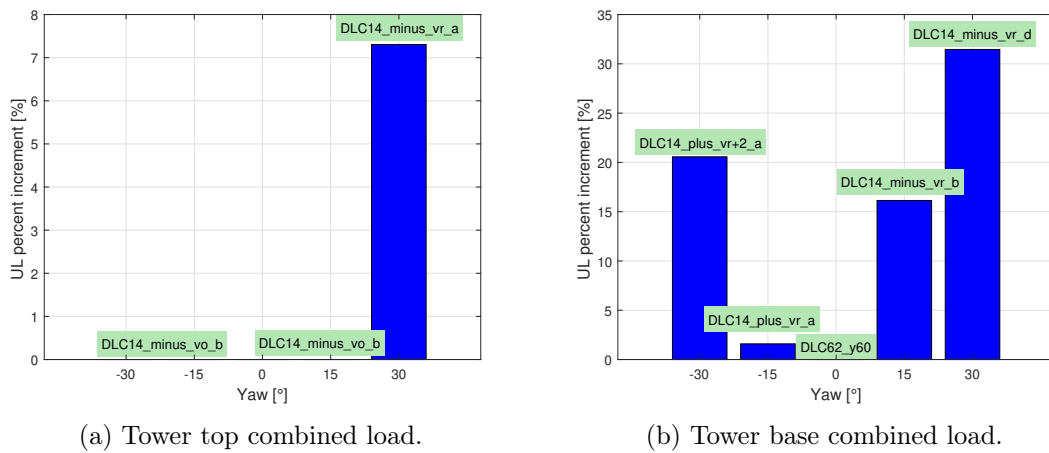 8
7
6
5
4
3
2
1
0
UL percent increment [%]
DLC14_minus_vr_a
DLC14_minus_vo_b
DLC14_minus_vo_b
-30 -15 0 15 30
Yaw [°]
(a) Tower top combined load.
35
30
25
20
15
10
5
0
UL percent increment [%]
DLC14_minus_vr_d
DLC14_plus_vr+2_a
DLC14_minus_vr_b
DLC14_plus_vr_a
DLC62_y60
-30 -15 0 15 30
Yaw [°]
(b) Tower base combined load.